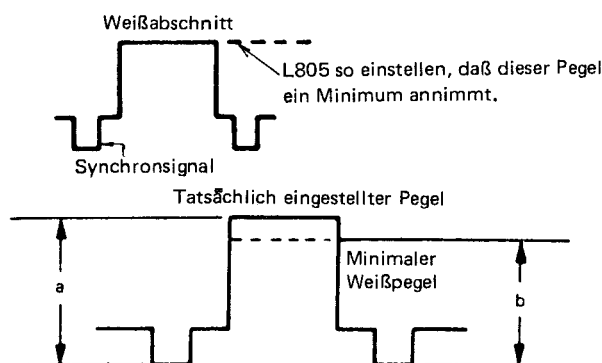 Weißabschnitt
L805 so einstellen, daß dieser Pegel
ein Minimum annimmt.
Synchronsignal
Tatsächlich eingestellter Pegel
a
Minimaler
Weißpegel
b